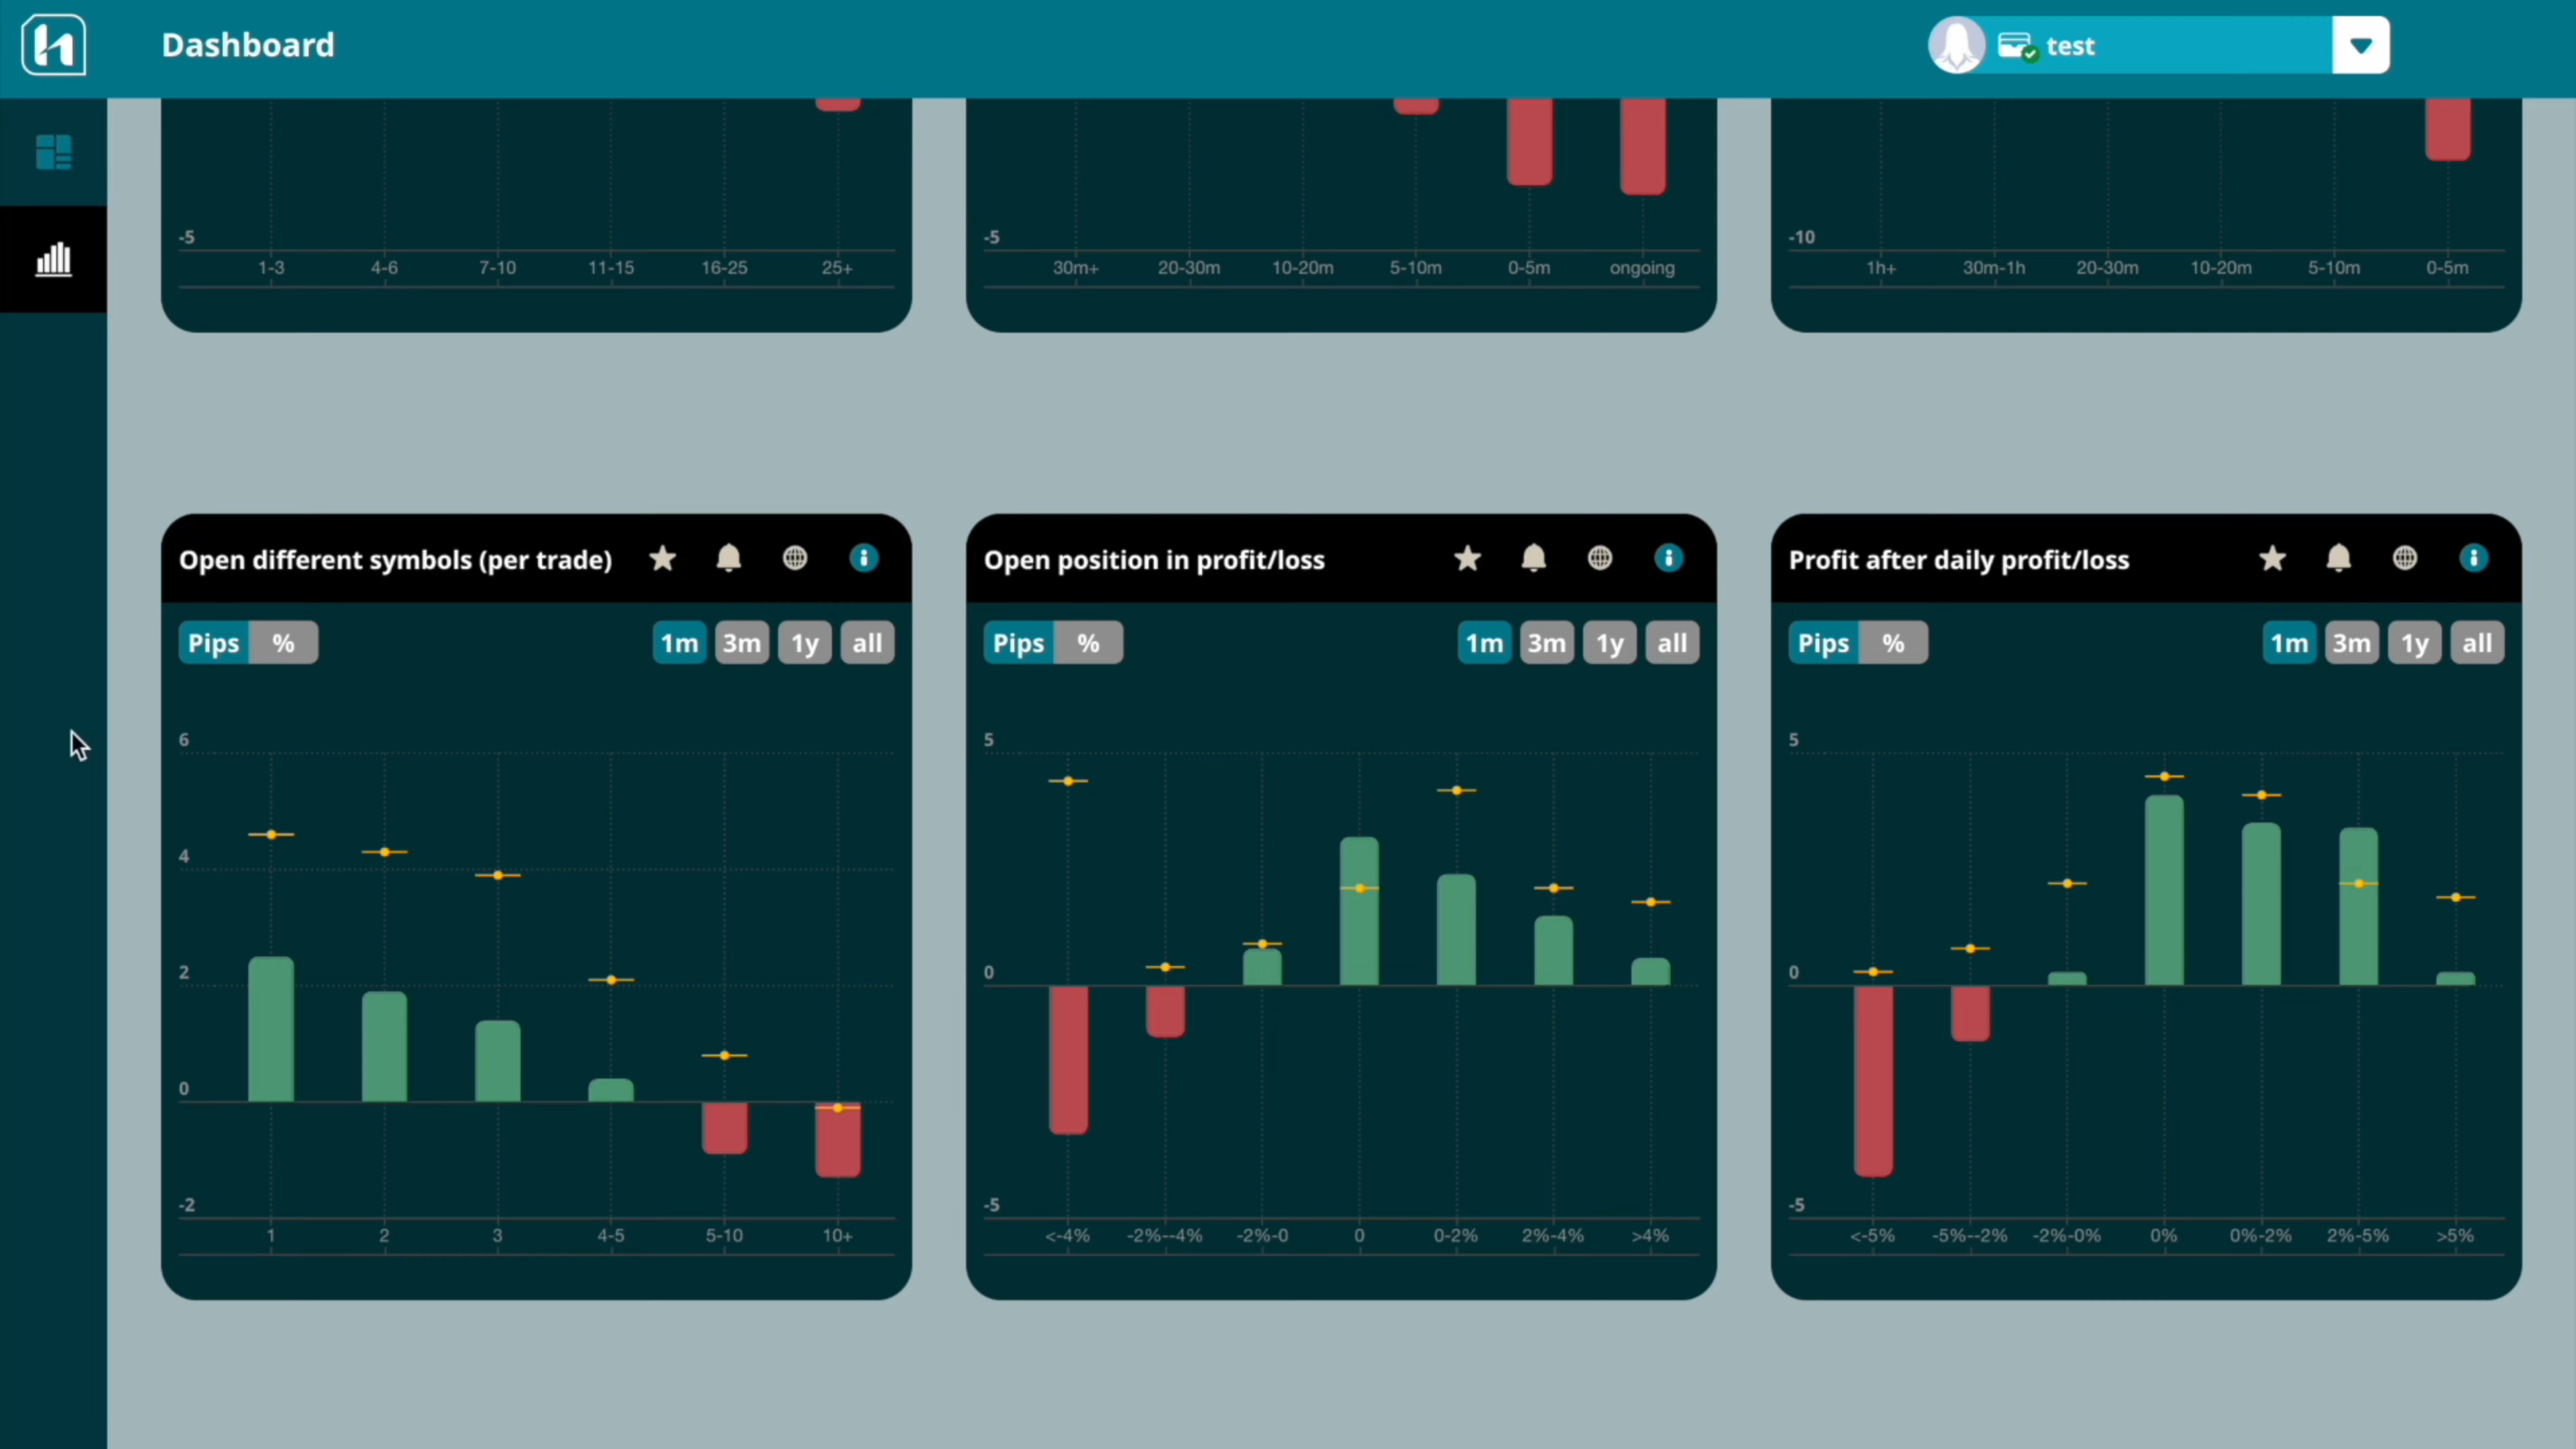 Dashboard
test
-5
1-3 4-6 7-10 11-15 16-25 25+
-5
30m+ 20-30m 10-20m 5-10m 0-5m ongoing
-10
1h+ 30m-1h 20-30m 10-20m 5-10m 0-5m
Open different symbols (per trade)
Pips % 1m 3m 1y all
6
4
2
0
-2
1 2 3 4-5 5-10 10+
Open position in profit/loss
Pips % 1m 3m 1y all
5
0
-5
<-4% -2%--4% -2%-0 0 0-2% 2%-4% >4%
Profit after daily profit/loss
Pips % 1m 3m 1y all
5
0
-5
<-5% -5%--2% -2%-0% 0% 0%-2% 2%-5% >5%